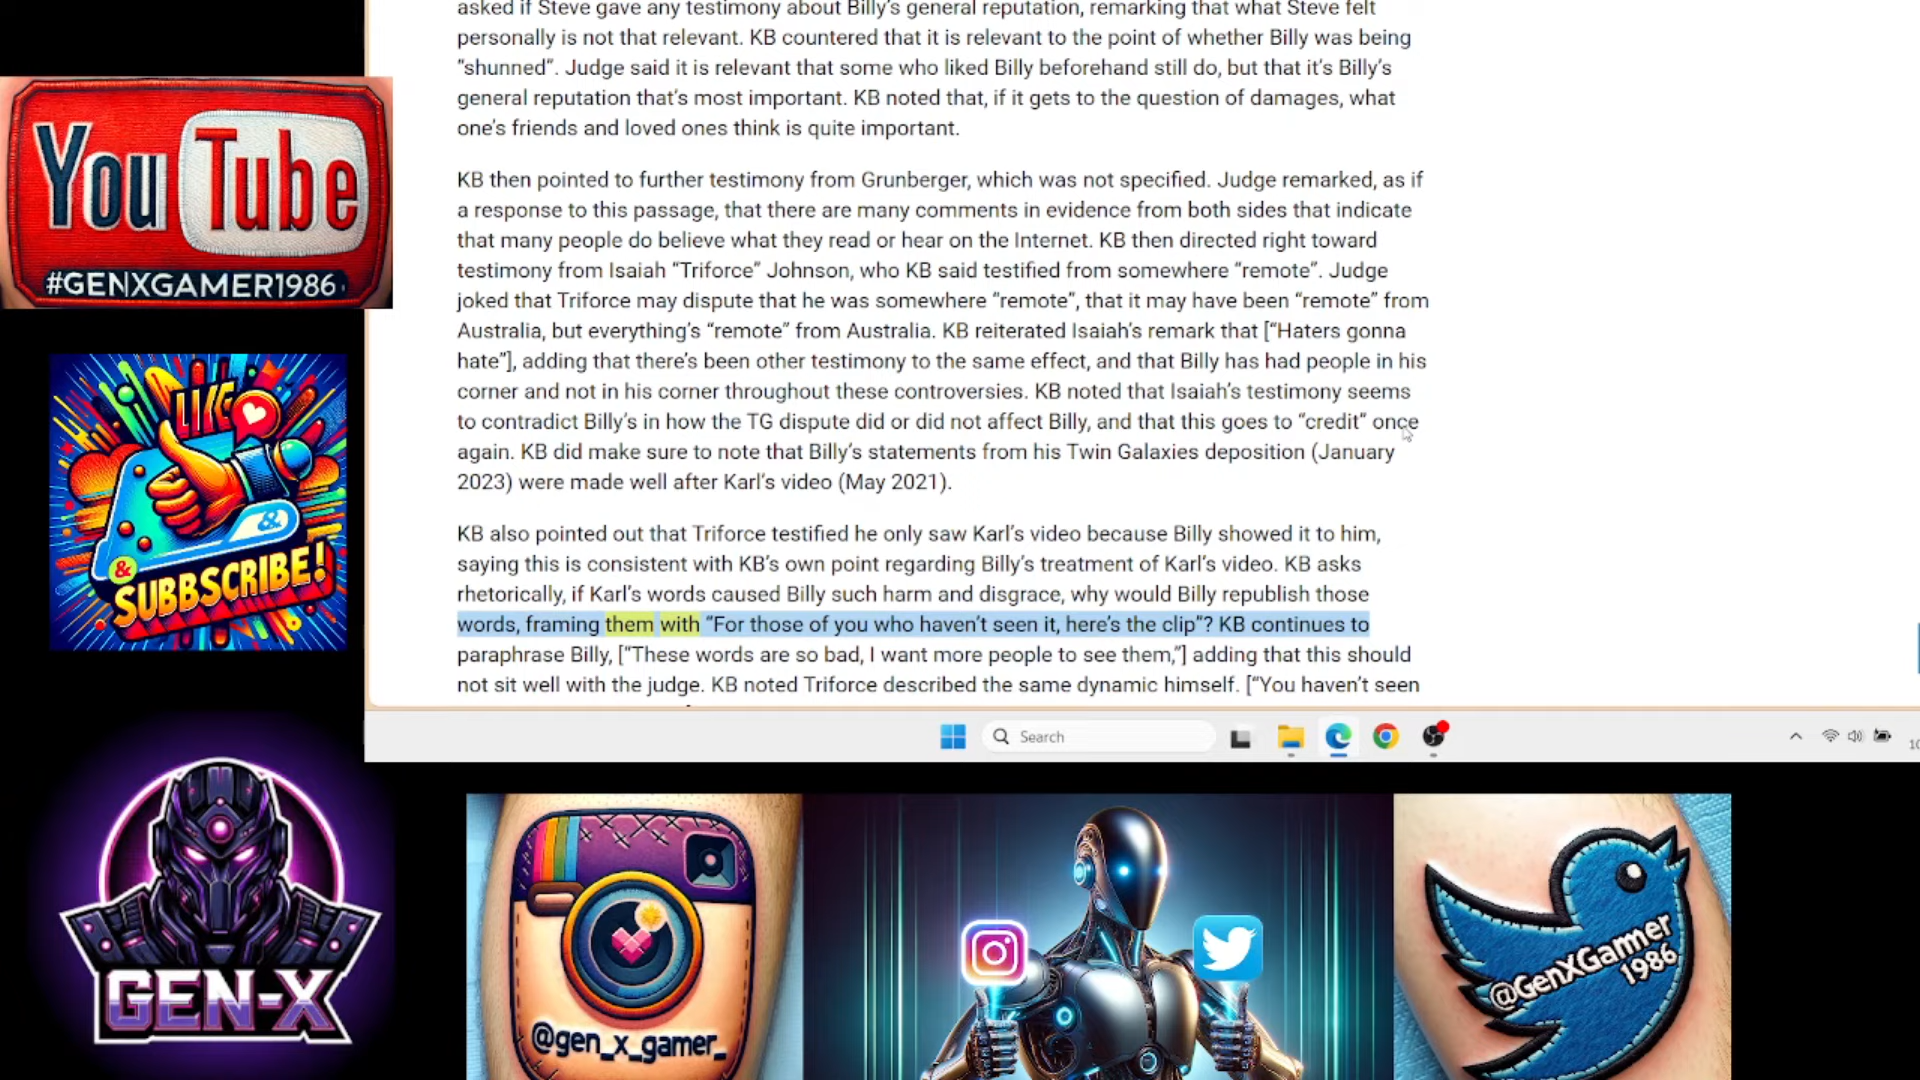 asked if Steve gave any testimony about Billy's general reputation, remarking that what Steve felt
personally is not that relevant. KB countered that it is relevant to the point of whether Billy was being
“shunned”. Judge said it is relevant that some who liked Billy beforehand still do, but that it's Billy's
general reputation that's most important. KB noted that, if it gets to the question of damages, what
one's friends and loved ones think is quite important.
KB then pointed to further testimony from Grunberger, which was not specified. Judge remarked, as if
a response to this passage, that there are many comments in evidence from both sides that indicate
that many people do believe what they read or hear on the Internet. KB then directed right toward
testimony from Isaiah “Triforce” Johnson, who KB said testified from somewhere “remote”. Judge
joked that Triforce may dispute that he was somewhere “remote”, that it may have been “remote” from
Australia, but everything's “remote” from Australia. KB reiterated Isaiah's remark that [“Haters gonna
hate”], adding that there's been other testimony to the same effect, and that Billy has had people in his
corner and not in his corner throughout these controversies. KB noted that Isaiah's testimony seems
to contradict Billy's in how the TG dispute did or did not affect Billy, and that this goes to “credit” once
again. KB did make sure to note that Billy's statements from his Twin Galaxies deposition (January
2023) were made well after Karl's video (May 2021).
KB also pointed out that Triforce testified he only saw Karl's video because Billy showed it to him,
saying this is consistent with KB's own point regarding Billy's treatment of Karl's video. KB asks
rhetorically, if Karl's words caused Billy such harm and disgrace, why would Billy republish those
words, framing them with “For those of you who haven't seen it, here's the clip”? KB continues to
paraphrase Billy, [“These words are so bad, I want more people to see them,”] adding that this should
not sit well with the judge. KB noted Triforce described the same dynamic himself. [“You haven't seen
YouTube
#GENXGAMER1986
LIKE
&
& SUBBSCRIBE!
GEN-X
Search
10
@gen_x_gamer_
@GenXGamer
1986